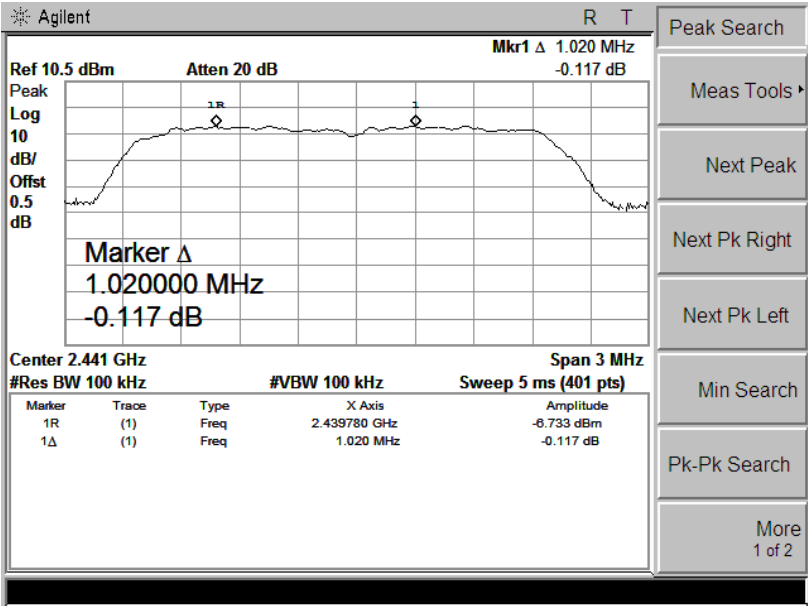 Agilent R T
Mkr1 Δ 1.020 MHz
Ref 10.5 dBm Atten 20 dB -0.117 dB
Peak
Log
10
dB/
Offst
0.5
dB
1R 1
Marker Δ
1.020000 MHz
-0.117 dB
Center 2.441 GHz Span 3 MHz
#Res BW 100 kHz #VBW 100 kHz Sweep 5 ms (401 pts)
Marker Trace Type X Axis Amplitude
1R (1) Freq 2.439780 GHz -6.733 dBm
1Δ (1) Freq 1.020 MHz -0.117 dB
Peak Search
Meas Tools
Next Peak
Next Pk Right
Next Pk Left
Min Search
Pk-Pk Search
More
1 of 2